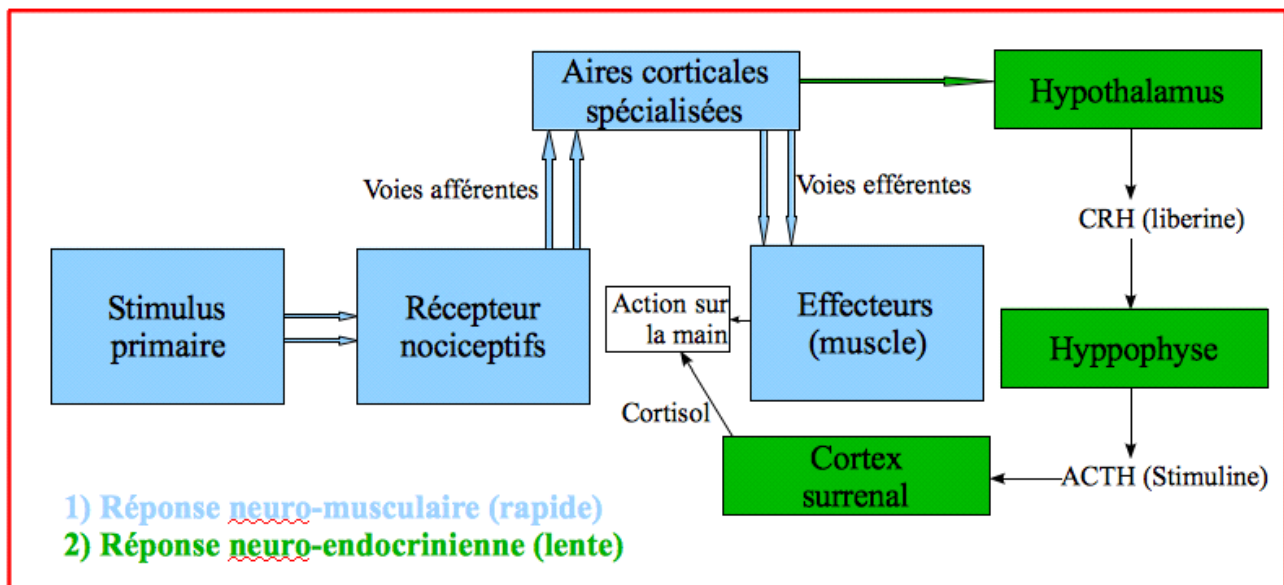 Aires corticales
spécialisées
Hypothalamus
Voies afférentes
Voies efférentes
CRH (liberine)
Stimulus
primaire
Récepteur
nociceptifs
Action sur
la main
Effecteurs
(muscle)
Hyppophyse
Cortisol
Cortex
surrenal
ACTH (Stimuline)
1) Réponse neuro-musculaire (rapide)
2) Réponse neuro-endocrinienne (lente)